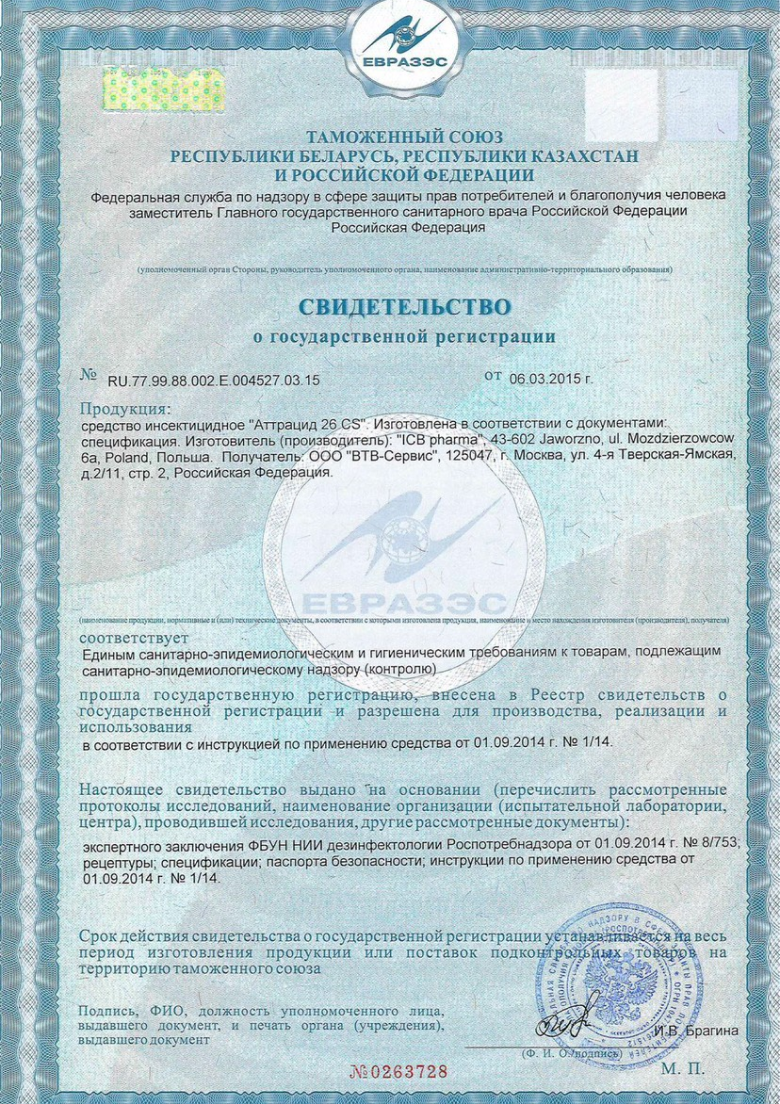 ЕВРАЗЭС
ТАМОЖЕННЫЙ СОЮЗ
РЕСПУБЛИКИ БЕЛАРУСЬ, РЕСПУБЛИКИ КАЗАХСТАН
И РОССИЙСКОЙ ФЕДЕРАЦИИ
Федеральная служба по надзору в сфере защиты прав потребителей и благополучия человека
заместитель Главного государственного санитарного врача Российской Федерации
Российская Федерация
(уполномоченный орган Стороны, руководитель уполномоченного органа, наименование административно-территориального образования)
СВИДЕТЕЛЬСТВО
о государственной регистрации
№ RU.77.99.88.002.Е.004527.03.15 от 06.03.2015 г.
Продукция:
средство инсектицидное "Аттрацид 26 CS". Изготовлена в соответствии с документами:
спецификация. Изготовитель (производитель): "ICB pharma", 43-602 Jaworzno, ul. Mozdzierzowcow
6a, Poland, Польша. Получатель: ООО "ВТВ-Сервис", 125047, г. Москва, ул. 4-я Тверская-Ямская,
д.2/11, стр. 2, Российская Федерация.
ЕВРАЗЭС
(наименование продукции, нормативные и (или) технические документы, в соответствии с которыми изготовлена продукция, наименование и место нахождения изготовителя (производителя), получателя)
соответствует
Единым санитарно-эпидемиологическим и гигиеническим требованиям к товарам, подлежащим
санитарно-эпидемиологическому надзору (контролю)
прошла государственную регистрацию, внесена в Реестр свидетельств о
государственной регистрации и разрешена для производства, реализации и
использования
в соответствии с инструкцией по применению средства от 01.09.2014 г. № 1/14.
Настоящее свидетельство выдано на основании (перечислить рассмотренные
протоколы исследований, наименование организации (испытательной лаборатории,
центра), проводившей исследования, другие рассмотренные документы):
экспертного заключения ФБУН НИИ дезинфектологии Роспотребнадзора от 01.09.2014 г. № 8/753;
рецептуры; спецификации; паспорта безопасности; инструкции по применению средства от
01.09.2014 г. № 1/14.
Срок действия свидетельства о государственной регистрации устанавливается на весь
период изготовления продукции или поставок подконтрольных товаров на
территорию таможенного союза
Подпись, ФИО, должность уполномоченного лица,
выдавшего документ, и печать органа (учреждения),
выдавшего документ
И.В. Брагина
(Ф. И. О./подпись)
№0263728
М. П.